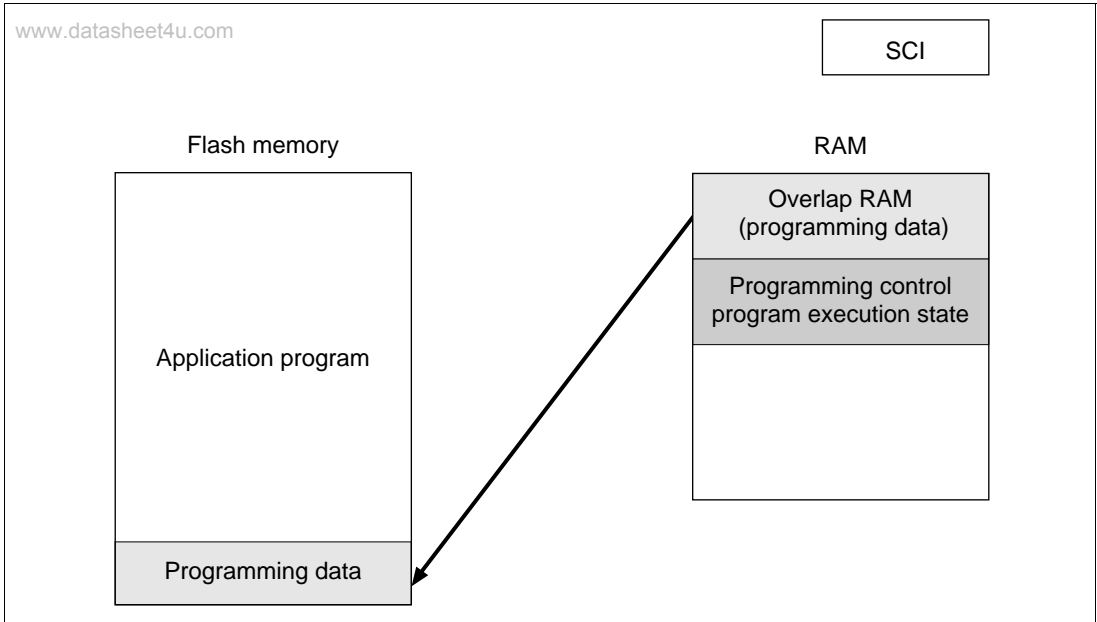 www.datasheet4u.com
SCI
Flash memory
RAM
Overlap RAM
(programming data)
Programming control
program execution state
Application program
Programming data